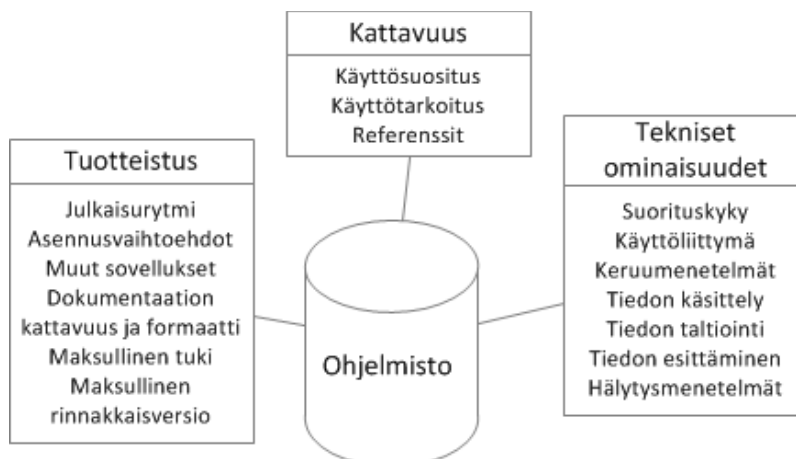 Kattavuus
Käyttösuositus
Käyttötarkoitus
Referenssit
Tuotteistus
Julkaisurytmi
Asennusvaihtoehdot
Muut sovellukset
Dokumentaation
kattavuus ja formaatti
Maksullinen tuki
Maksullinen
rinnakkaisversio
Ohjelmisto
Tekniset
ominaisuudet
Suorituskyky
Käyttöliittymä
Keruumenetelmät
Tiedon käsittely
Tiedon taltiointi
Tiedon esittäminen
Hälytysmenetelmät